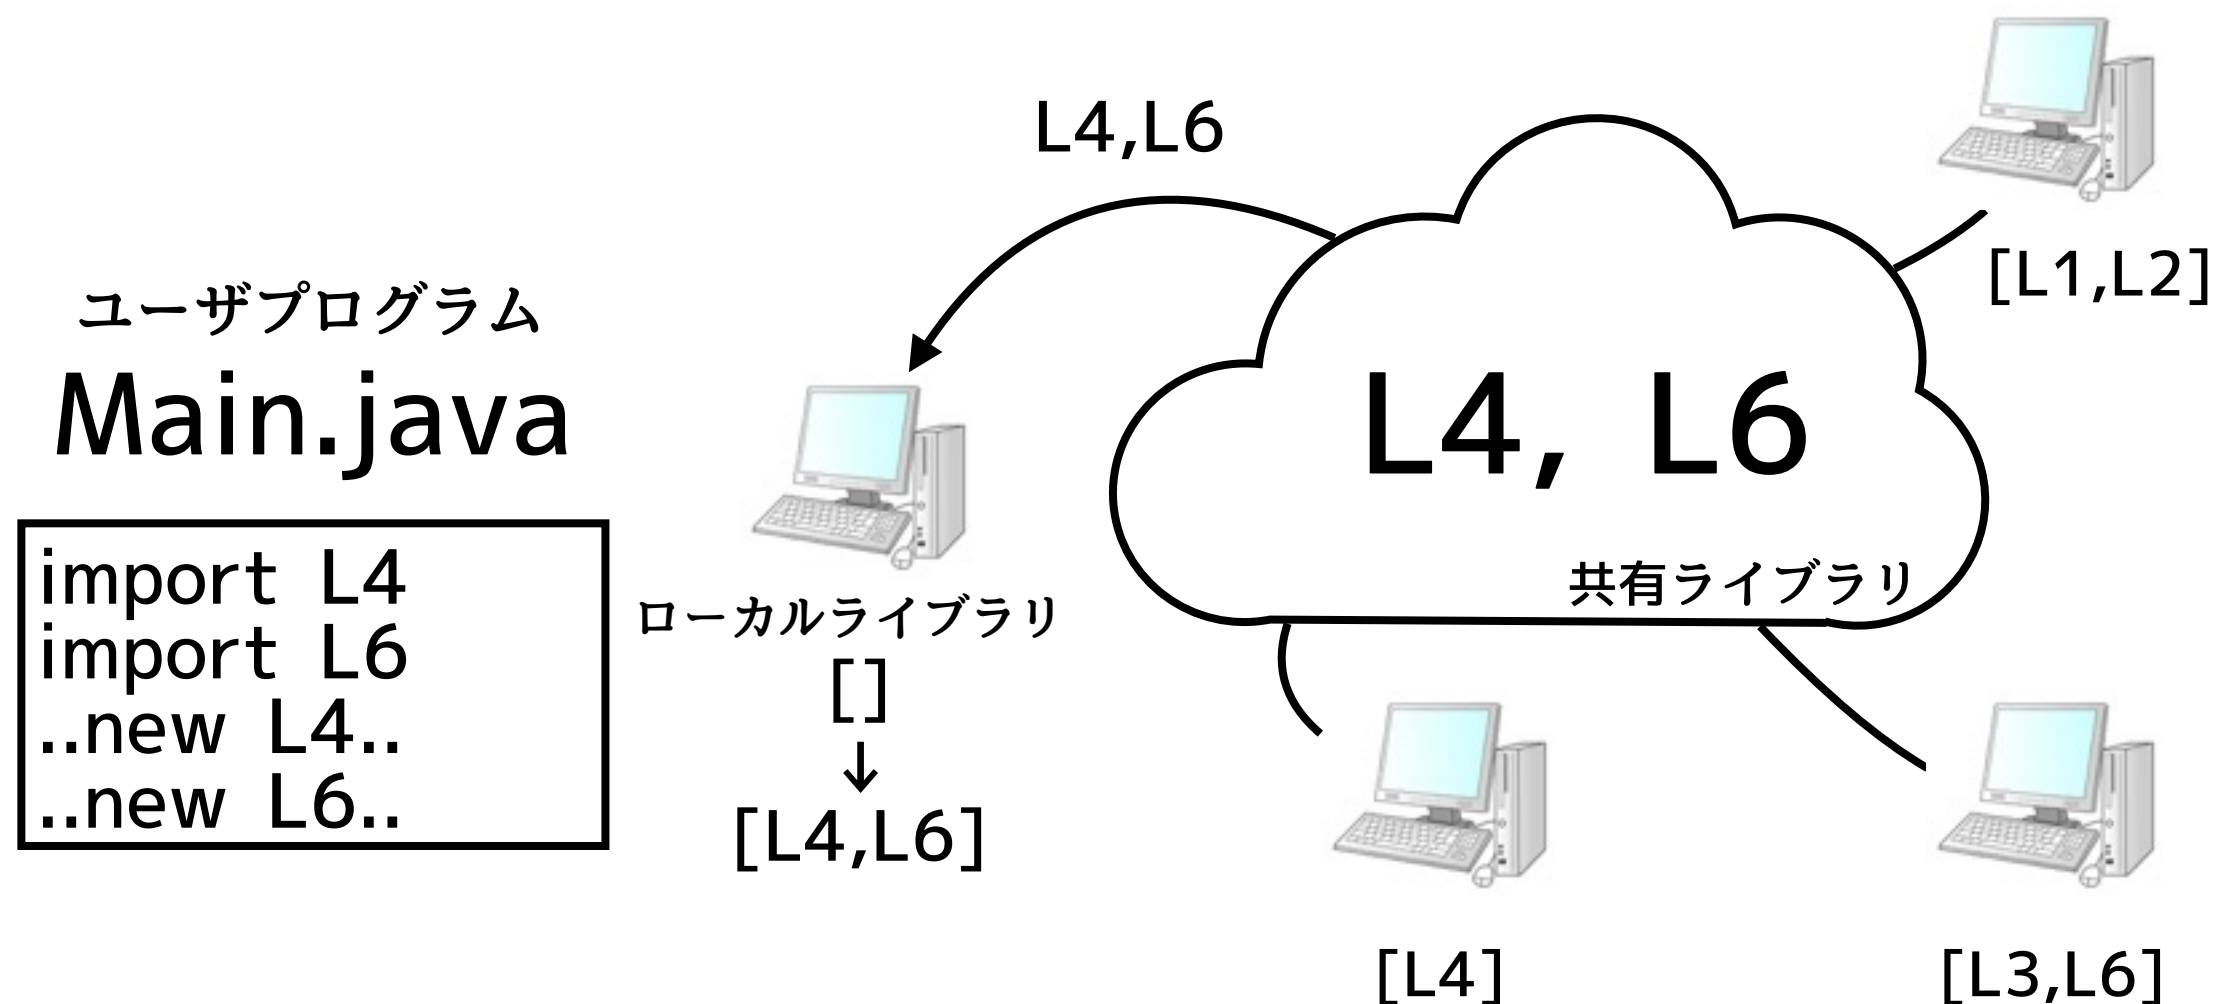 ユーザプログラム
Main.java
import L4
import L6
..new L4..
..new L6..
ローカルライブラリ
[]
↓
[L4,L6]
L4,L6
L4, L6
共有ライブラリ
[L1,L2]
[L4]
[L3,L6]